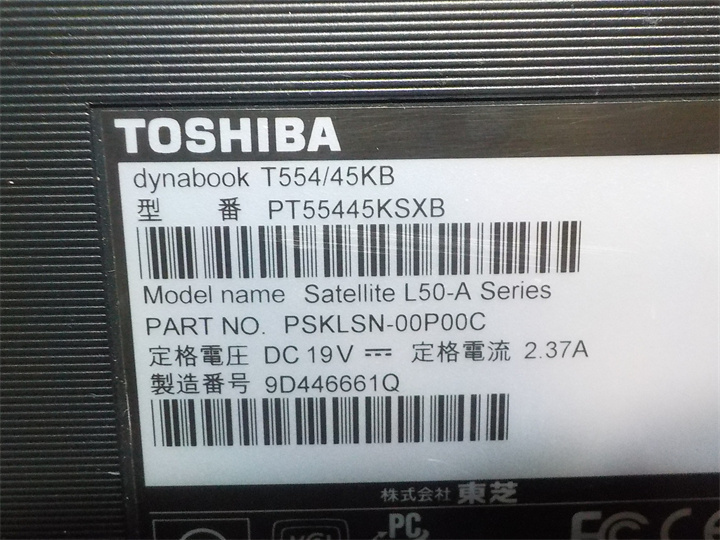 TOSHIBA
dynabook T554/45KB
型 番 PT55445KSXB
Model name Satellite L50-A Series
PART NO. PSKLSN-00P00C
定格電圧 DC 19V 定格電流 2.37A
製造番号 9D446661Q
株式会社 東芝
PC
FC CE